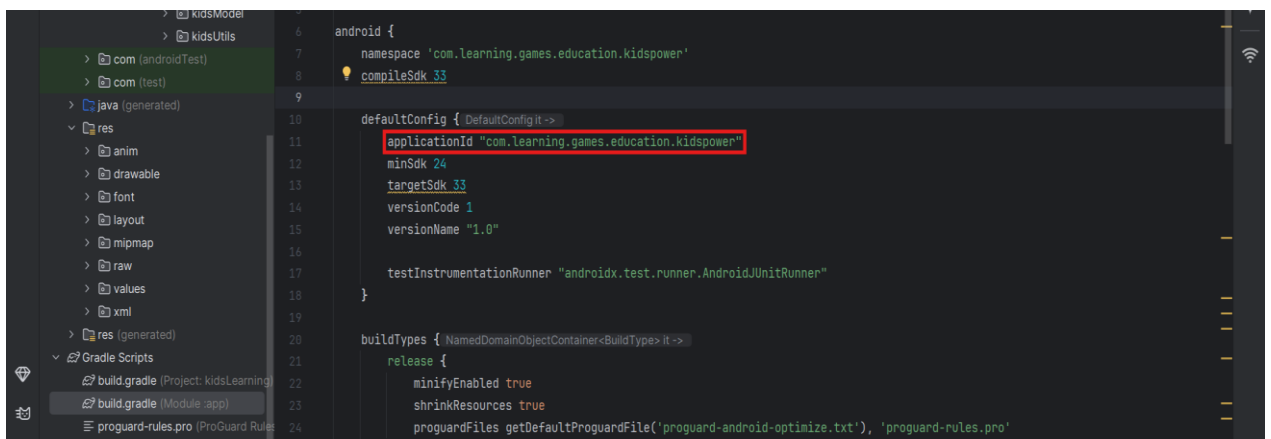 kidsModel
kidsUtils
com (androidTest)
com (test)
java (generated)
res
anim
drawable
font
layout
mipmap
raw
values
xml
res (generated)
Gradle Scripts
build.gradle (Project: kidsLearning)
build.gradle (Module :app)
proguard-rules.pro (ProGuard Rules
6 android {
7 namespace 'com.learning.games.education.kidspower'
8 compileSdk 33
9
10 defaultConfig { DefaultConfig it ->
11 applicationId "com.learning.games.education.kidspower"
12 minSdk 24
13 targetSdk 33
14 versionCode 1
15 versionName "1.0"
16
17 testInstrumentationRunner "androidx.test.runner.AndroidJUnitRunner"
18 }
19
20 buildTypes { NamedDomainObjectContainer<BuildType> it ->
21 release {
22 minifyEnabled true
23 shrinkResources true
24 proguardFiles getDefaultProguardFile('proguard-android-optimize.txt'), 'proguard-rules.pro'